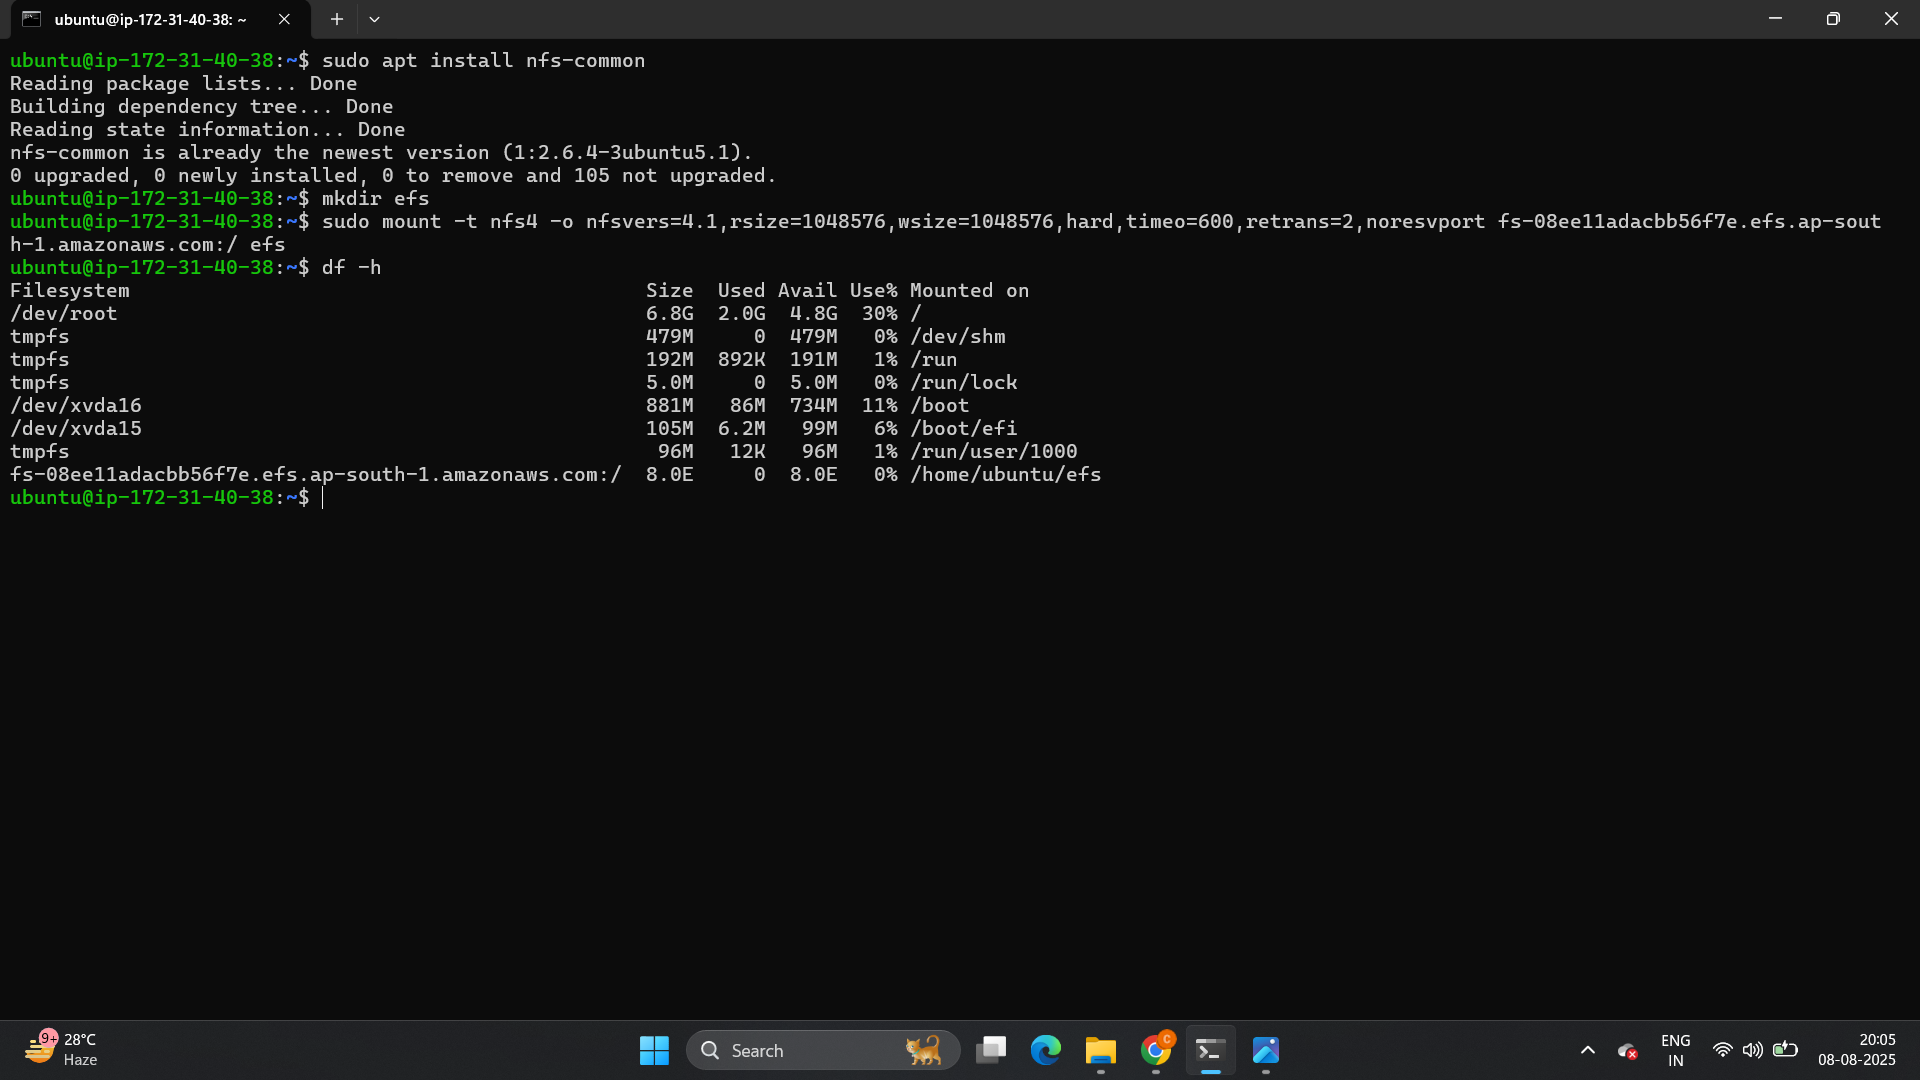 ubuntu@ip-172-31-40-38: ~
ubuntu@ip-172-31-40-38:~$ sudo apt install nfs-common
Reading package lists... Done
Building dependency tree... Done
Reading state information... Done
nfs-common is already the newest version (1:2.6.4-3ubuntu5.1).
0 upgraded, 0 newly installed, 0 to remove and 105 not upgraded.
ubuntu@ip-172-31-40-38:~$ mkdir efs
ubuntu@ip-172-31-40-38:~$ sudo mount -t nfs4 -o nfsvers=4.1,rsize=1048576,wsize=1048576,hard,timeo=600,retrans=2,noresvport fs-08ee11adacbb56f7e.efs.ap-sout
h-1.amazonaws.com:/ efs
ubuntu@ip-172-31-40-38:~$ df -h
Filesystem Size Used Avail Use% Mounted on
/dev/root 6.8G 2.0G 4.8G 30% /
tmpfs 479M 0 479M 0% /dev/shm
tmpfs 192M 892K 191M 1% /run
tmpfs 5.0M 0 5.0M 0% /run/lock
/dev/xvda16 881M 86M 734M 11% /boot
/dev/xvda15 105M 6.2M 99M 6% /boot/efi
tmpfs 96M 12K 96M 1% /run/user/1000
fs-08ee11adacbb56f7e.efs.ap-south-1.amazonaws.com:/ 8.0E 0 8.0E 0% /home/ubuntu/efs
ubuntu@ip-172-31-40-38:~$
9+
28°C
Haze
Search
C
ENG
IN
20:05
08-08-2025